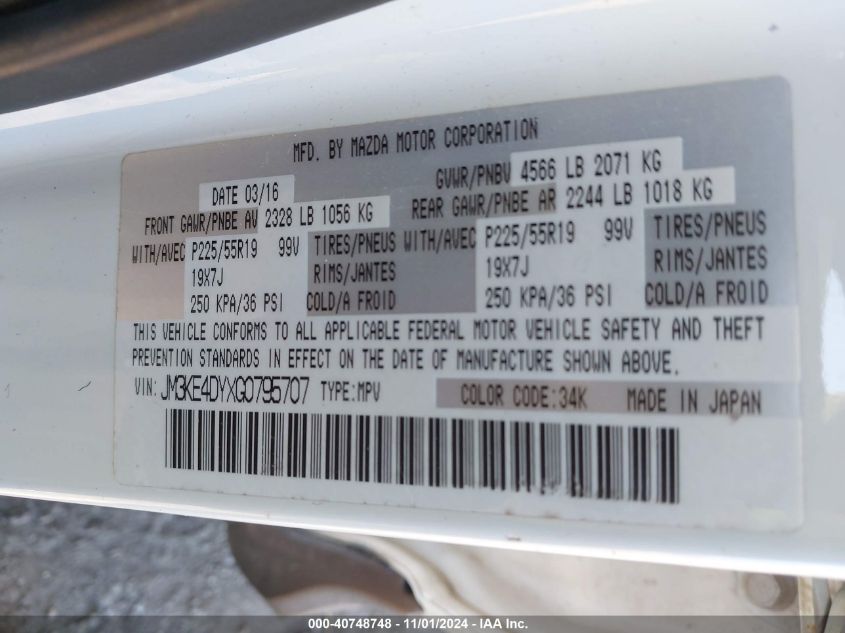 MFD. BY MAZDA MOTOR CORPORATION
DATE 03/16 GVWR/PNBV 4566 LB 2071 KG
FRONT GAWR/PNBE AV 2328 LB 1056 KG REAR GAWR/PNBE AR 2244 LB 1018 KG
WITH/AVEC P225/55R19 99V TIRES/PNEUS WITH/AVEC P225/55R19 99V TIRES/PNEUS
19X7J RIMS/JANTES 19X7J RIMS/JANTES
250 KPA/36 PSI COLD/A FROID 250 KPA/36 PSI COLD/A FROID
THIS VEHICLE CONFORMS TO ALL APPLICABLE FEDERAL MOTOR VEHICLE SAFETY AND THEFT
PREVENTION STANDARDS IN EFFECT ON THE DATE OF MANUFACTURE SHOWN ABOVE.
VIN: JM3KE4DYXG0795707 TYPE:MPV COLOR CODE:34K MADE IN JAPAN
000-40748748 - 11/01/2024 - IAA Inc.